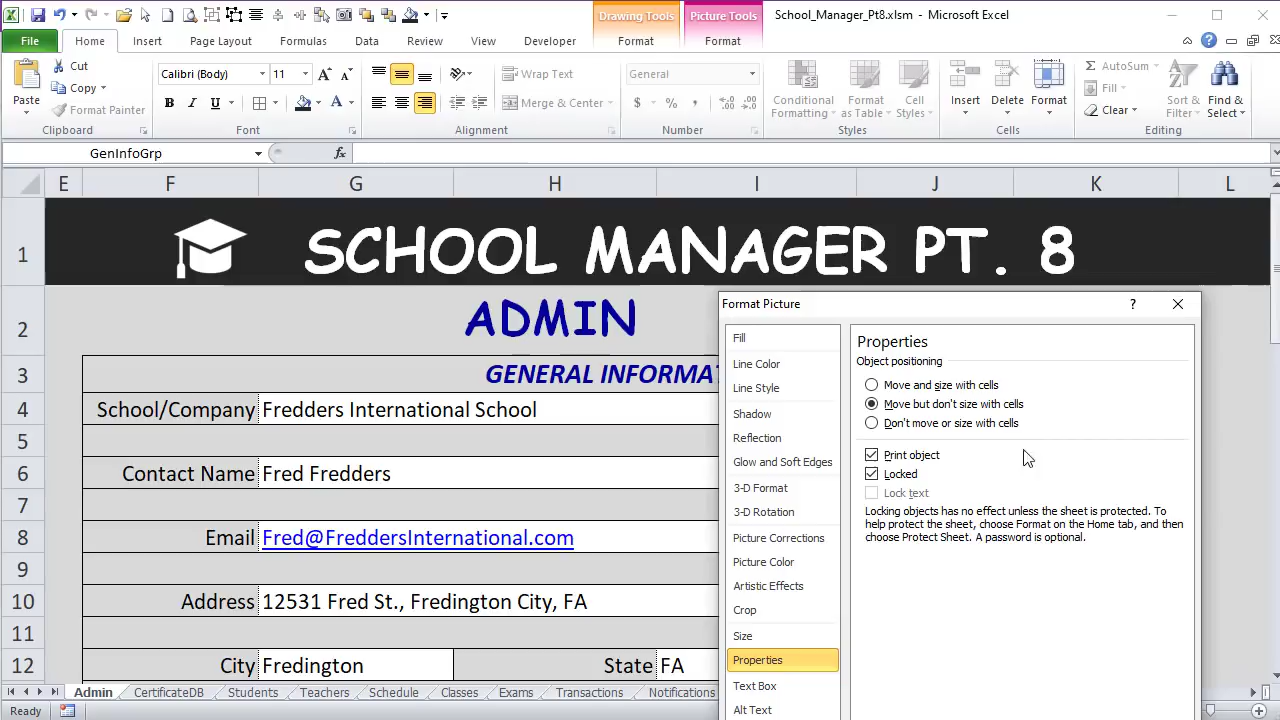 Drawing Tools Picture Tools School_Manager_Pt8.xlsm - Microsoft Excel
File Home Insert Page Layout Formulas Data Review View Developer Format Format
Paste Cut Copy Format Painter
Calibri (Body) 11
B I U A
Wrap Text
Merge & Center
General
$ % ,
Conditional Formatting Format as Table Cell Styles
Insert Delete Format
Σ AutoSum Fill Clear
Sort & Filter Find & Select
Clipboard Font Alignment Number Styles Cells Editing
GenInfoGrp fx
E F G H I J K L
1 SCHOOL MANAGER PT. 8
2 ADMIN
3 GENERAL INFORMAT
4 School/Company Fredders International School
5
6 Contact Name Fred Fredders
7
8 Email Fred@FreddersInternational.com
9
10 Address 12531 Fred St., Fredington City, FA
11
12 City Fredington State FA
Format Picture ?
Fill
Line Color
Line Style
Shadow
Reflection
Glow and Soft Edges
3-D Format
3-D Rotation
Picture Corrections
Picture Color
Artistic Effects
Crop
Size
Properties
Text Box
Alt Text
Properties
Object positioning
Move and size with cells
Move but don't size with cells
Don't move or size with cells
Print object
Locked
Lock text
Locking objects has no effect unless the sheet is protected. To
help protect the sheet, choose Format on the Home tab, and then
choose Protect Sheet. A password is optional.
Admin CertificateDB Students Teachers Schedule Classes Exams Transactions Notifications
Ready